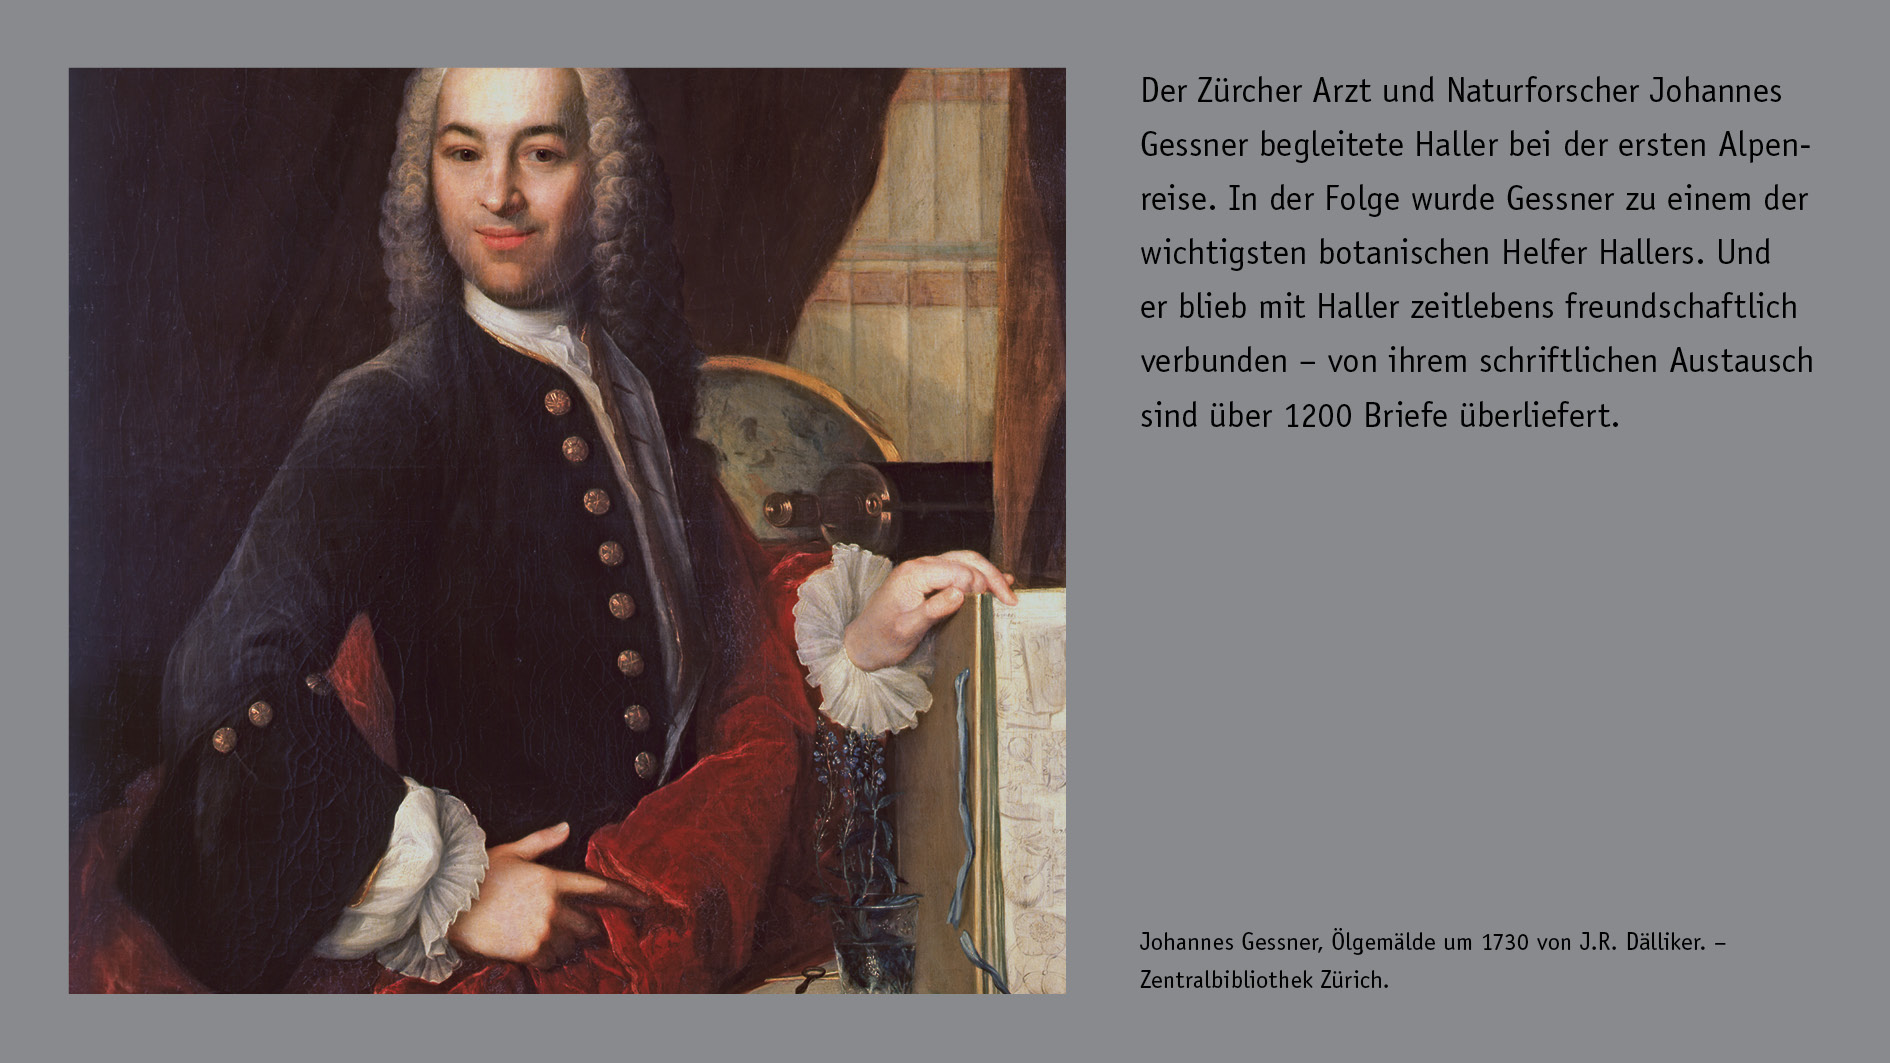 Der Zürcher Arzt und Naturforscher Johannes
Gessner begleitete Haller bei der ersten Alpen-
reise. In der Folge wurde Gessner zu einem der
wichtigsten botanischen Helfer Hallers. Und
er blieb mit Haller zeitlebens freundschaftlich
verbunden – von ihrem schriftlichen Austausch
sind über 1200 Briefe überliefert.
Johannes Gessner, Ölgemälde um 1730 von J.R. Dälliker. –
Zentralbibliothek Zürich.